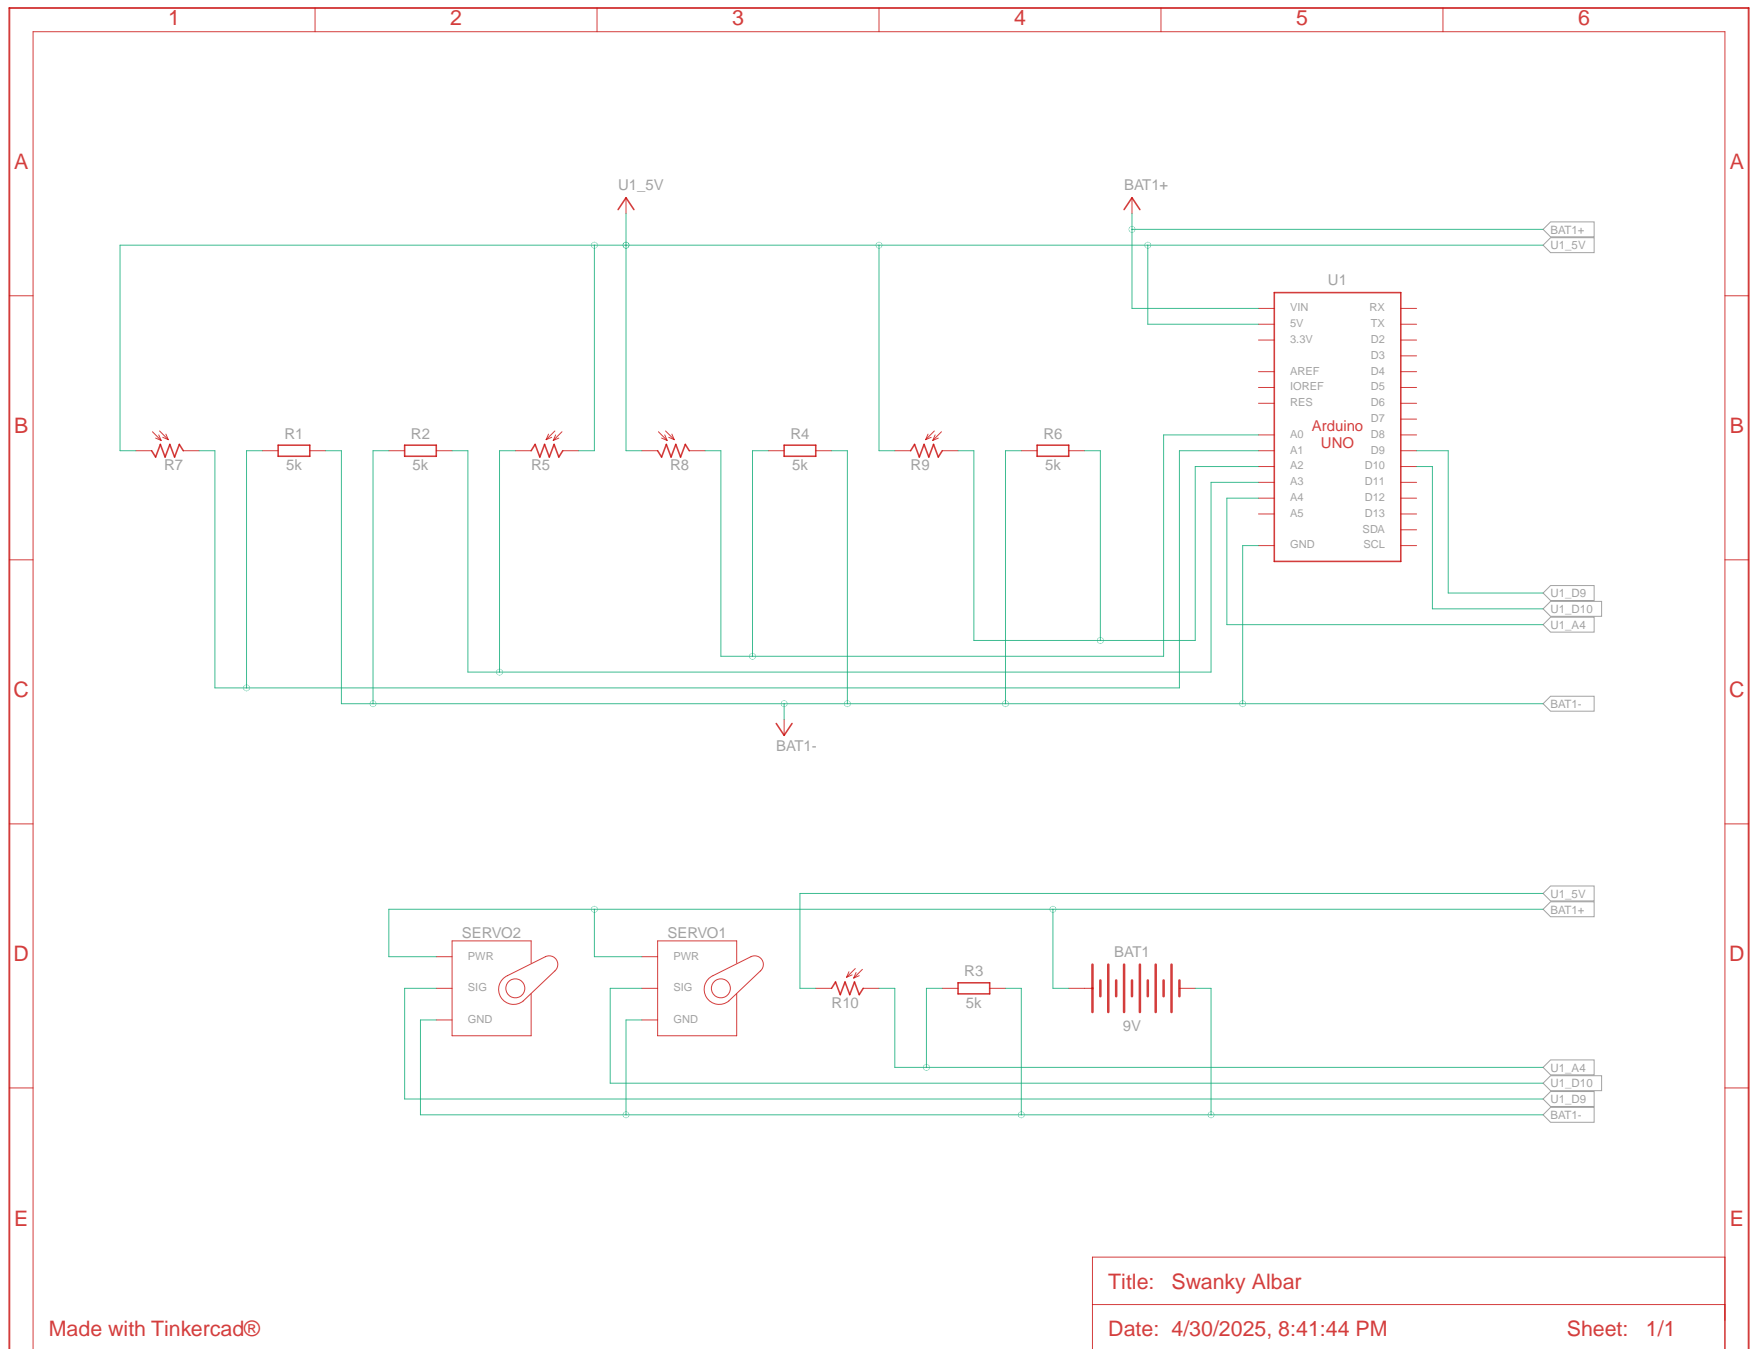 1 2 3 4 5 6
A A
U1_5V BAT1+
BAT1+
U1_5V
U1
VIN RX
5V TX
3.3V D2
D3
AREF D4
IOREF D5
RES D6
D7
B B
Arduino
UNO
R1 R2 R4 R6
A0 D8
A1 D9
R7 5k 5k R5 R8 5k R9 5k
A2 D10
A3 D11
A4 D12
A5 D13
SDA
GND SCL
U1_D9
U1_D10
U1_A4
C C
BAT1-
BAT1-
U1_5V
BAT1+
SERVO2 SERVO1
D D
BAT1
PWR PWR
R3
SIG SIG
R10 5k
GND GND
9V
U1_A4
U1_D10
U1_D9
BAT1-
E E
Title: Swanky Albar
Made with Tinkercad®
Date: 4/30/2025, 8:41:44 PM Sheet: 1/1